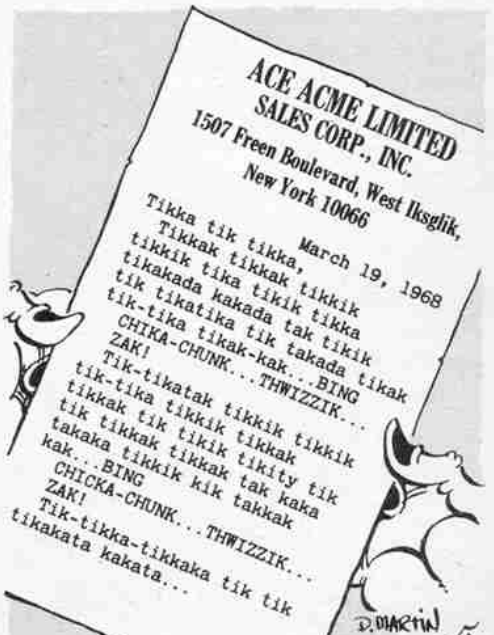 ACE ACME LIMITED
SALES CORP., INC.
1507 Freen Boulevard, West Iksglik,
New York 10066
March 19, 1968
Tikka tik tikka,
Tikkak tikkak tikkik
tikkik tika tikik tikka
tikakada kakada tak tikik
tik tikatika tik takada tikak
tik-tika tikak-kak...BING
CHIKA-CHUNK...THWIZZIK...
ZAK!
Tik-tikatak tikkik tikkik
tik-tika tikkik tikkak
tikkak tik tikik tikity tik
tik tikkak tikkak tak kaka
takaka tikkik kik takkak
kak...BING
CHICKA-CHUNK...THWIZZIK...
ZAK!
Tik-tikka-tikkaka tik tik
tikakata kakata...
D. MARTIN